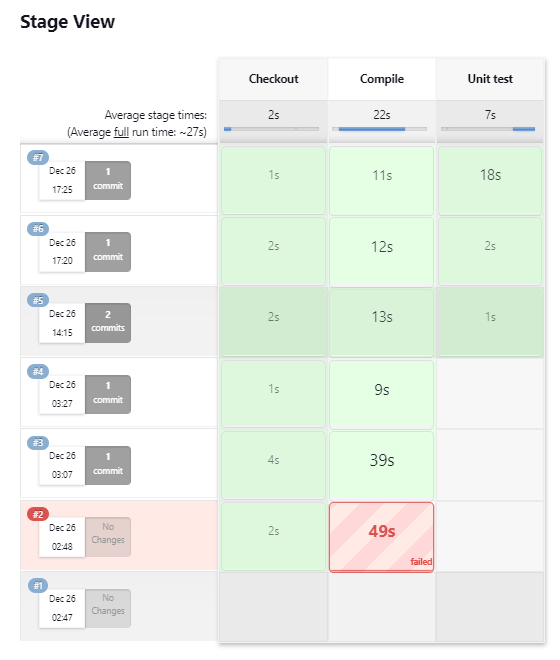 Stage View
Checkout Compile Unit test
Average stage times: 2s 22s 7s
(Average full run time: ~27s)
#7
Dec 26 1 1s 11s 18s
17:25 commit
#6
Dec 26 1 2s 12s 2s
17:20 commit
#5
Dec 26 2 2s 13s 1s
14:15 commits
#4
Dec 26 1 1s 9s
03:27 commit
#3
Dec 26 1 4s 39s
03:07 commit
#2
Dec 26 No 2s 49s
02:48 Changes
failed
#1
Dec 26 No
02:47 Changes